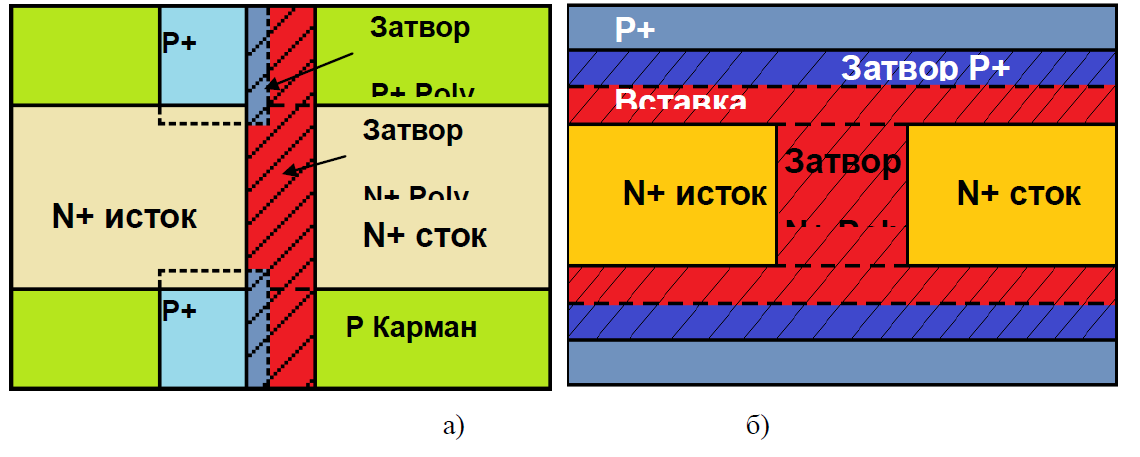 P+
Затвор
P+ Poly
Затвор
N+ Poly
N+ исток
N+ сток
P+
P Карман
а)
P+
Затвор P+
Вставка
Затвор
N+ исток
N+ сток
б)